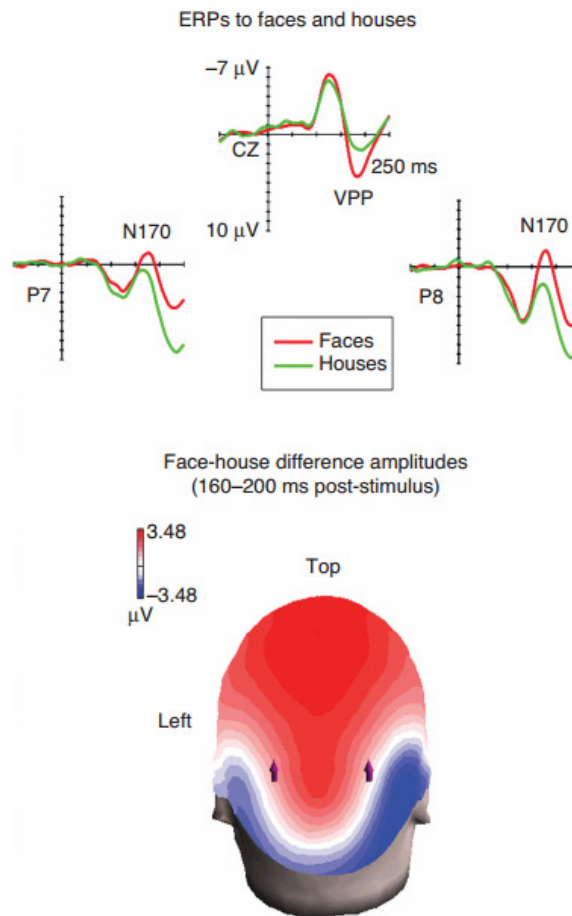 ERPs to faces and houses
−7 µV
CZ
250 ms
VPP
10 µV
N170
P7
N170
P8
Faces
Houses
Face-house difference amplitudes
(160–200 ms post-stimulus)
3.48
−3.48
µV
Top
Left